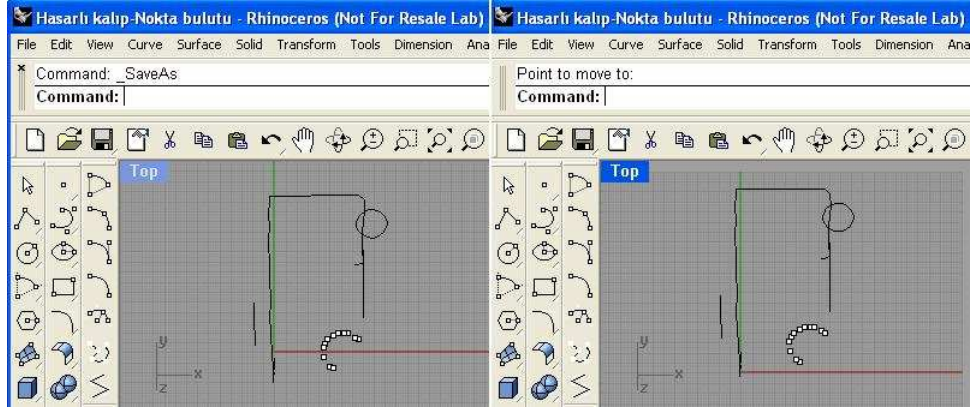 Hasarlı kalıp-Nokta bulutu - Rhinoceros (Not For Resale Lab)
File Edit View Curve Surface Solid Transform Tools Dimension Ana
Command: _SaveAs
Command:
Top
y
x
z
Hasarlı kalıp-Nokta bulutu - Rhinoceros (Not For Resale Lab)
File Edit View Curve Surface Solid Transform Tools Dimension Ana
Point to move to:
Command:
Top
y
x
z